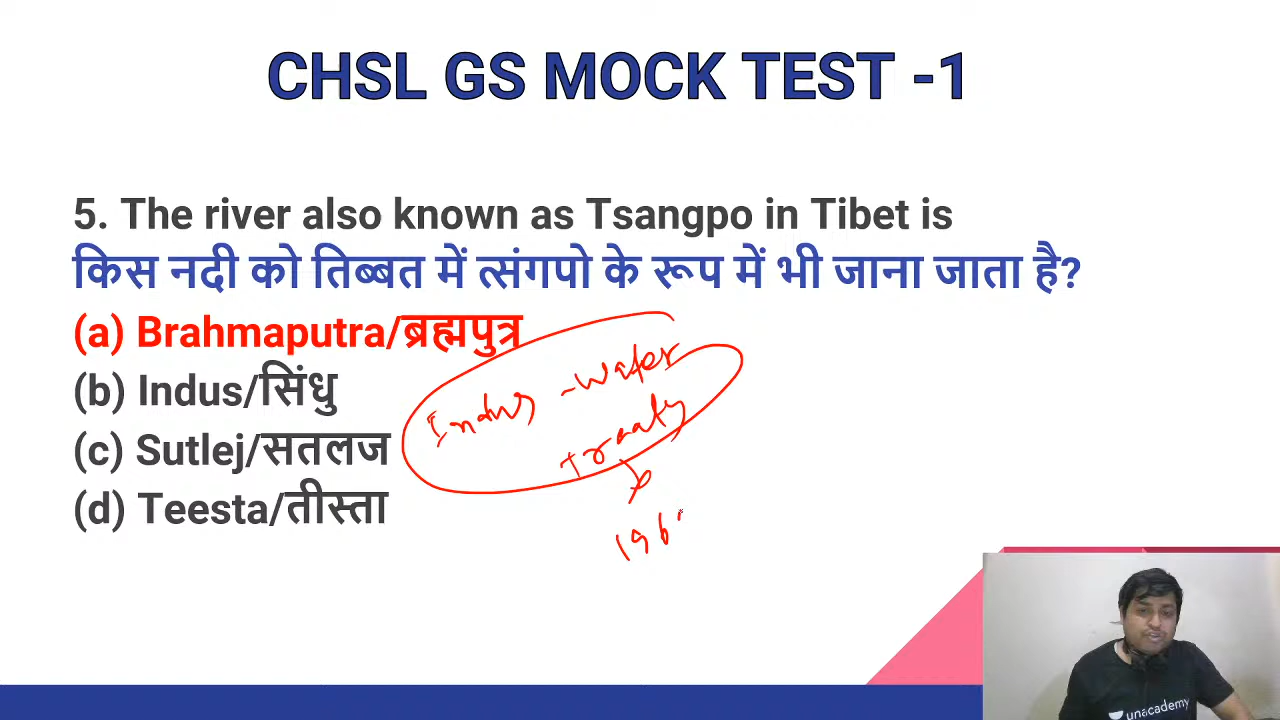 CHSL GS MOCK TEST -1
5. The river also known as Tsangpo in Tibet is
किस नदी को तिब्बत में त्संगपो के रूप में भी जाना जाता है?
(a) Brahmaputra/ब्रह्मपुत्र
(b) Indus/सिंधु
(c) Sutlej/सतलज
(d) Teesta/तीस्ता
Indus - Water
Treaty
196
unacademy